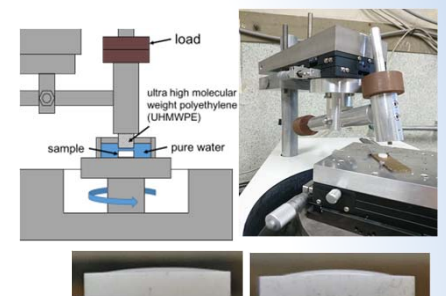 load
ultra high molecular
weight polyethylene
(UHMWPE)
sample
pure water